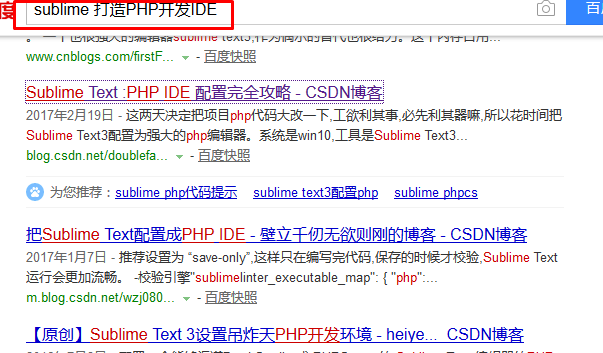 度
sublime 打造PHP开发IDE
百
www.cnblogs.com/firstF... - 百度快照
Sublime Text :PHP IDE 配置完全攻略 - CSDN博客
2017年2月19日 - 这两天决定把项目php代码大改一下,工欲利其事,必先利其器嘛,所以花时间把
Sublime Text3配置为强大的php编辑器。系统是win10,工具是Sublime Text3...
blog.csdn.net/doublefa... - 百度快照
为您推荐: sublime php代码提示 sublime text3配置php sublime phpcs
把Sublime Text配置成PHP IDE - 壁立千仞无欲则刚的博客 - CSDN博客
2017年1月7日 - 推荐设置为 “save-only”,这样只在编写完代码,保存的时候才校验,Sublime Text
运行会更加流畅。 -校验引擎"sublimelinter_executable_map": { "php":...
m.blog.csdn.net/wzj080... - 百度快照
【原创】Sublime Text 3设置吊炸天PHP开发环境 - heiye... CSDN博客